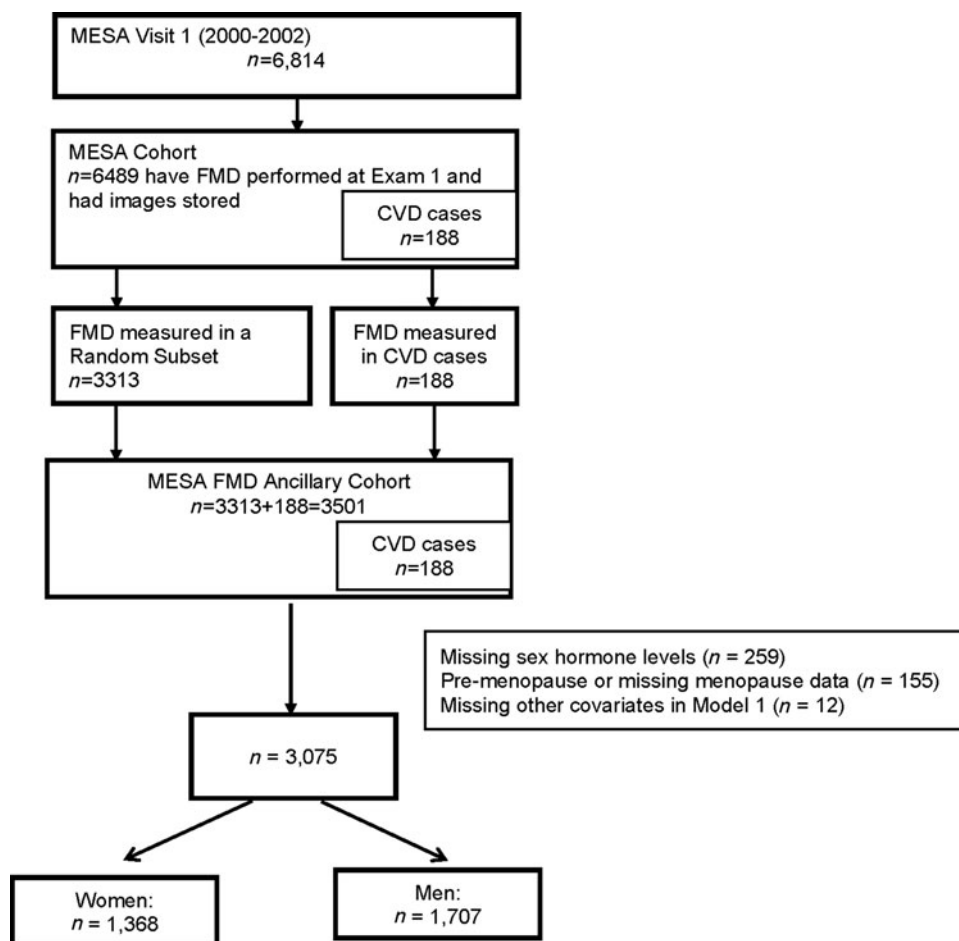 MESA Visit 1 (2000-2002)
n=6,814
MESA Cohort
n=6489 have FMD performed at Exam 1 and
had images stored
CVD cases
n=188
FMD measured in a
Random Subset
n=3313
FMD measured
in CVD cases
n=188
MESA FMD Ancillary Cohort
n=3313+188=3501
CVD cases
n=188
Missing sex hormone levels (n = 259)
Pre-menopause or missing menopause data (n = 155)
Missing other covariates in Model 1 (n = 12)
n = 3,075
Women:
n = 1,368
Men:
n = 1,707